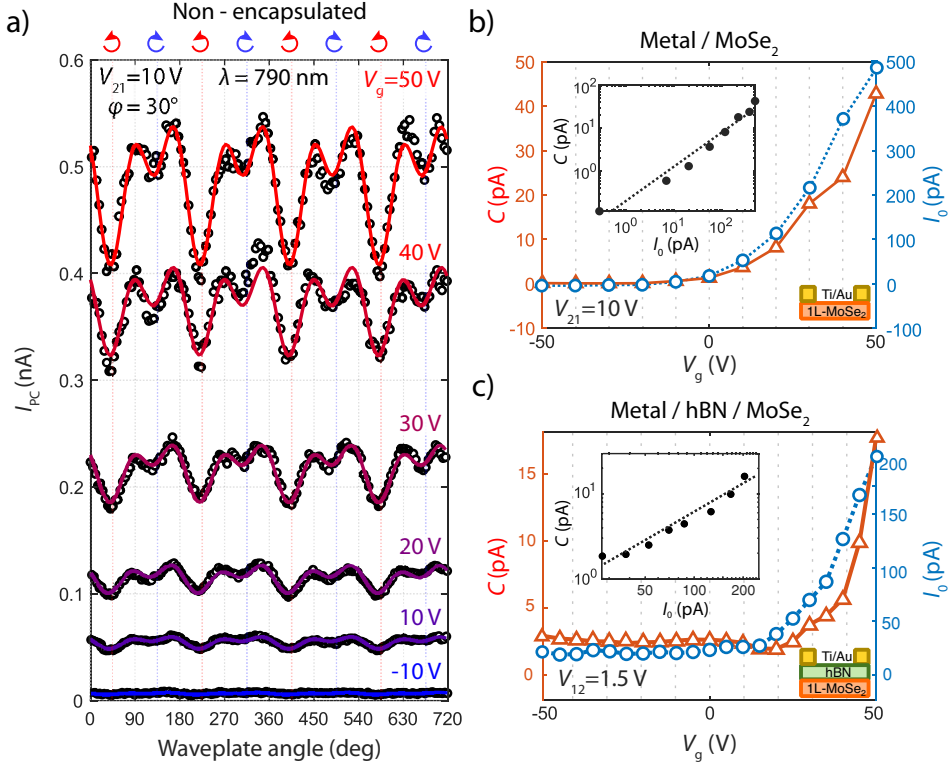 a)
Non - encapsulated
V21=10 V
λ = 790 nm
Vg=50 V
φ = 30°
40 V
30 V
20 V
10 V
-10 V
0.6
0.5
0.4
0.3
0.2
0.1
0
IPC (nA)
0 90 180 270 360 450 540 630 720
Waveplate angle (deg)
b)
Metal / MoSe2
50
40
30
20
10
0
-10
C (pA)
500
400
300
200
100
0
-100
I0 (pA)
10²
10¹
10⁰
C (pA)
10⁰ 10¹ 10²
I0 (pA)
V21=10 V
Ti/Au
1L-MoSe2
-50 0 50
Vg (V)
c)
Metal / hBN / MoSe2
15
10
5
0
C (pA)
200
150
100
50
0
I0 (pA)
10¹
10⁰
C (pA)
50 100 200
I0 (pA)
V12=1.5 V
Ti/Au
hBN
1L-MoSe2
-50 0 50
Vg (V)